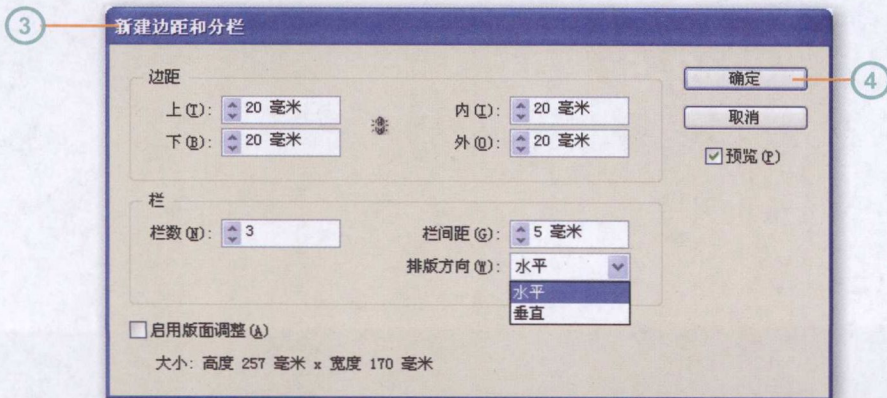 ③
新建边距和分栏
边距
上(T): 20 毫米
内(I): 20 毫米
下(B): 20 毫米
外(O): 20 毫米
确定
④
取消
预览(P)
栏
栏数(N): 3
栏间距(G): 5 毫米
排版方向(W): 水平
水平
垂直
启用版面调整(A)
大小: 高度 257 毫米 x 宽度 170 毫米